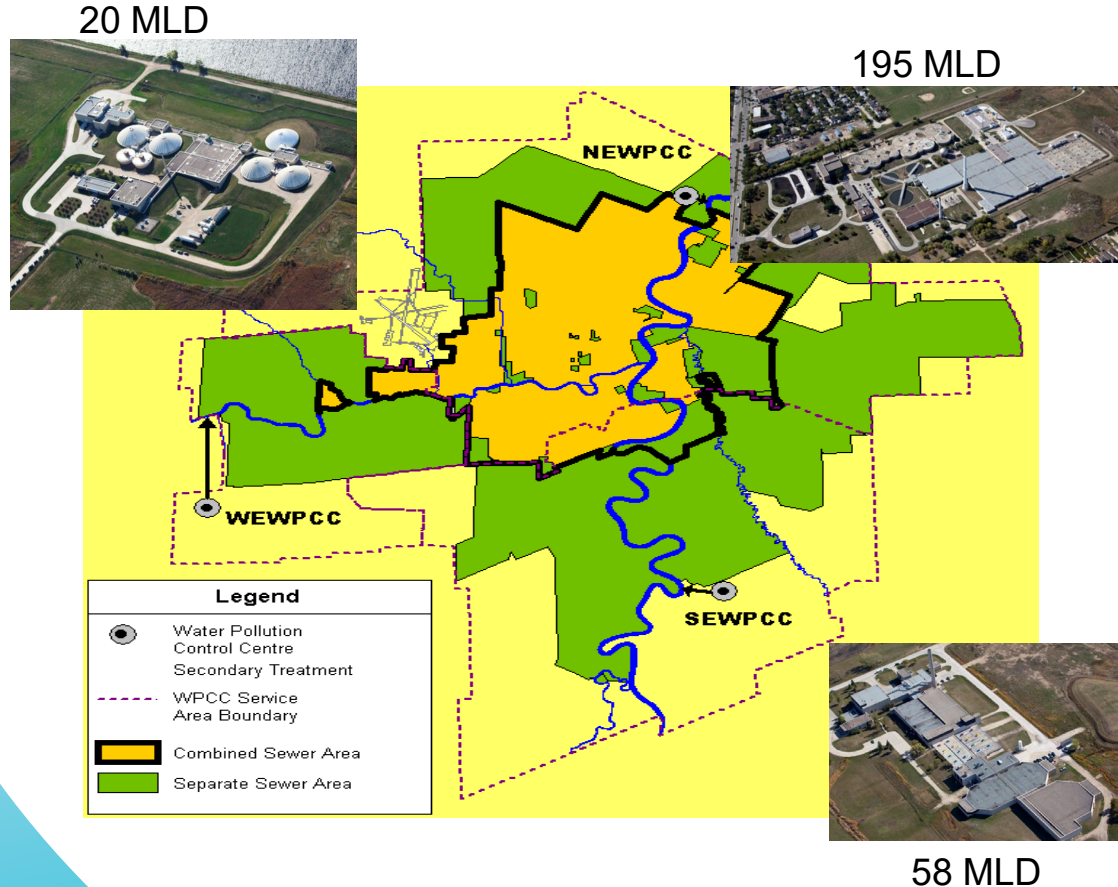 20 MLD
195 MLD
NEWPCC
WEWPCC
SEWPCC
Legend
Water Pollution
Control Centre
Secondary Treatment
WPCC Service
Area Boundary
Combined Sewer Area
Separate Sewer Area
58 MLD